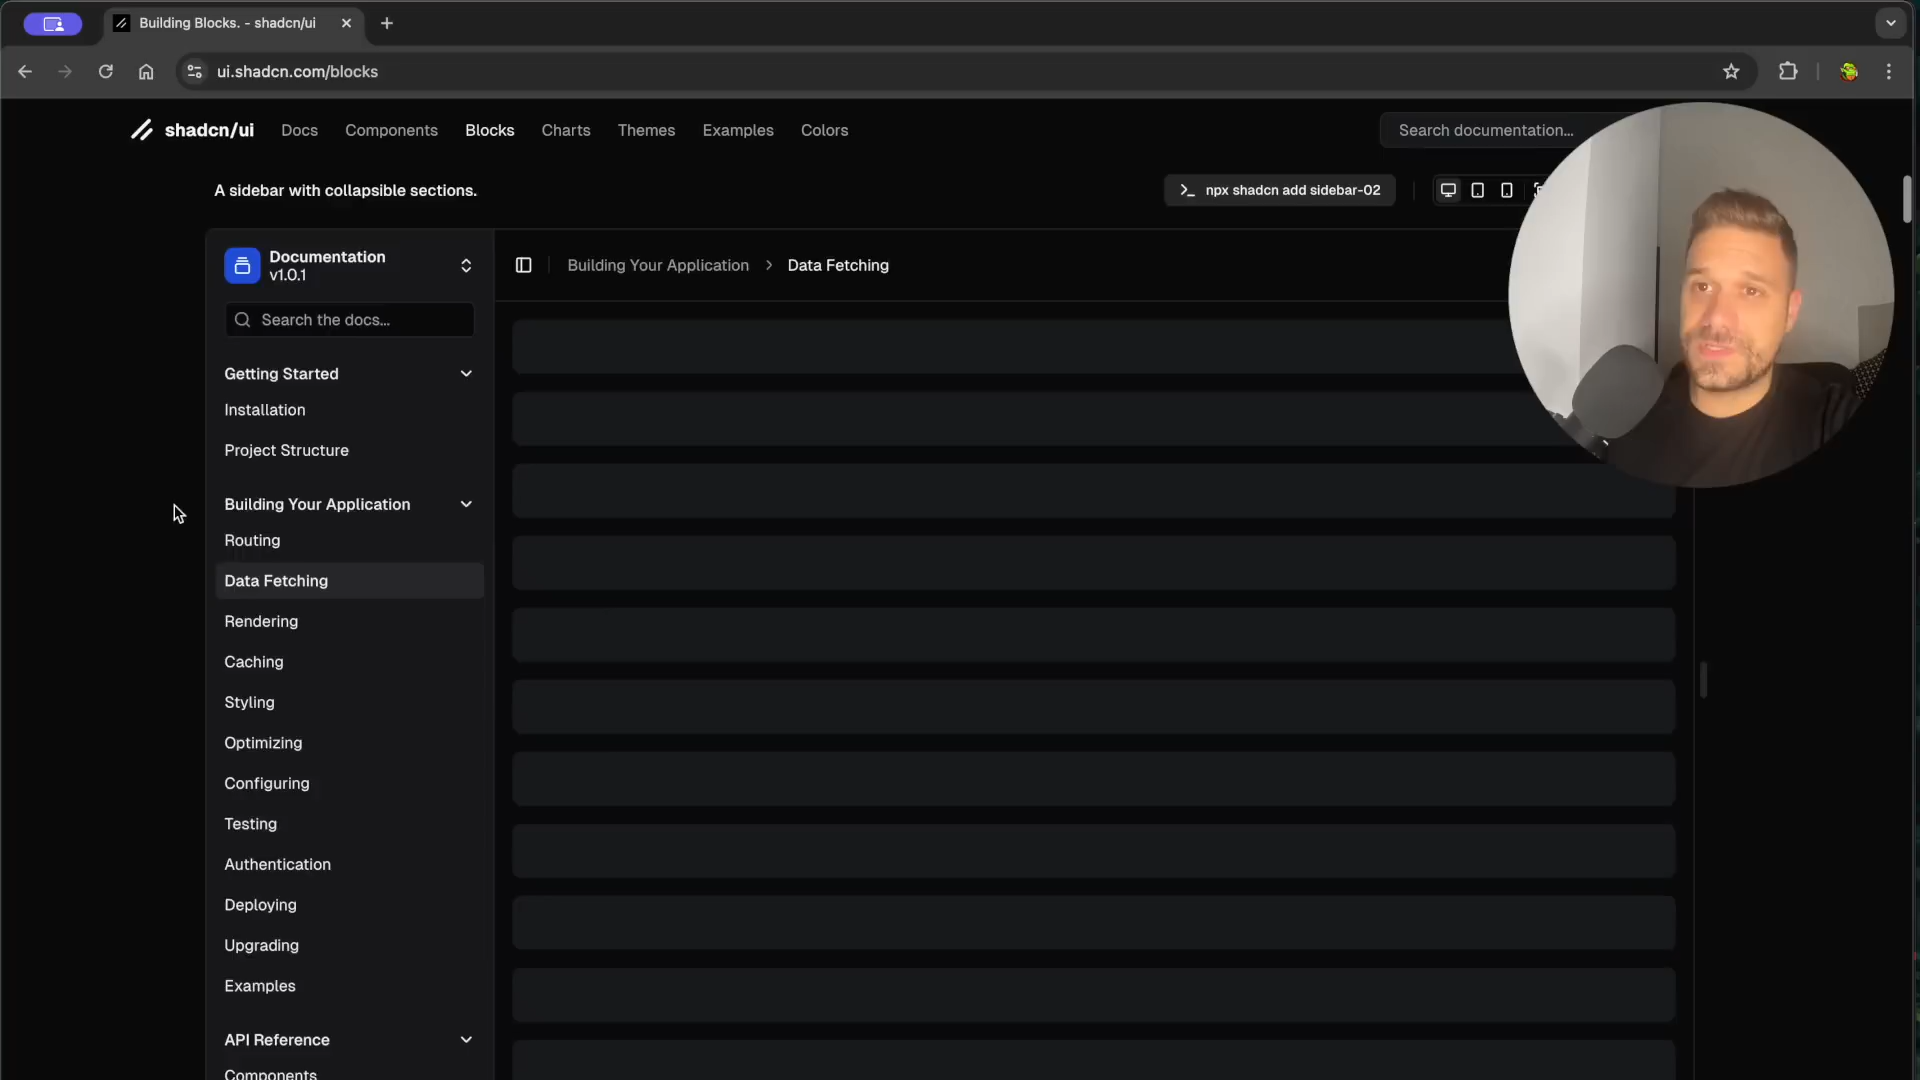 Building Blocks. - shadcn/ui
ui.shadcn.com/blocks
shadcn/ui Docs Components Blocks Charts Themes Examples Colors Search documentation...
A sidebar with collapsible sections. npx shadcn add sidebar-02
Documentation
v1.0.1
Building Your Application > Data Fetching
Search the docs...
Getting Started
Installation
Project Structure
Building Your Application
Routing
Data Fetching
Rendering
Caching
Styling
Optimizing
Configuring
Testing
Authentication
Deploying
Upgrading
Examples
API Reference
Components